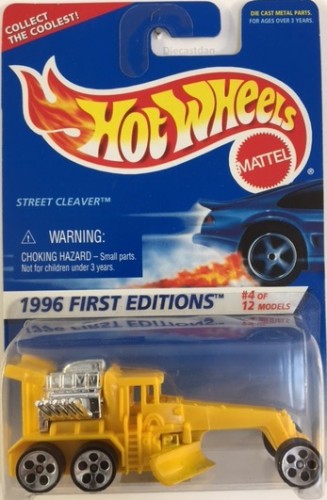 COLLECT
THE COOLEST!
DIE CAST METAL PARTS.
FOR AGES OVER 3 YEARS.
Diecastdan
Hot Wheels
MATTEL
®
STREET CLEAVER™
WARNING:
CHOKING HAZARD – Small parts.
Not for children under 3 years.
1996 FIRST EDITIONS™
#4 OF
12 MODELS